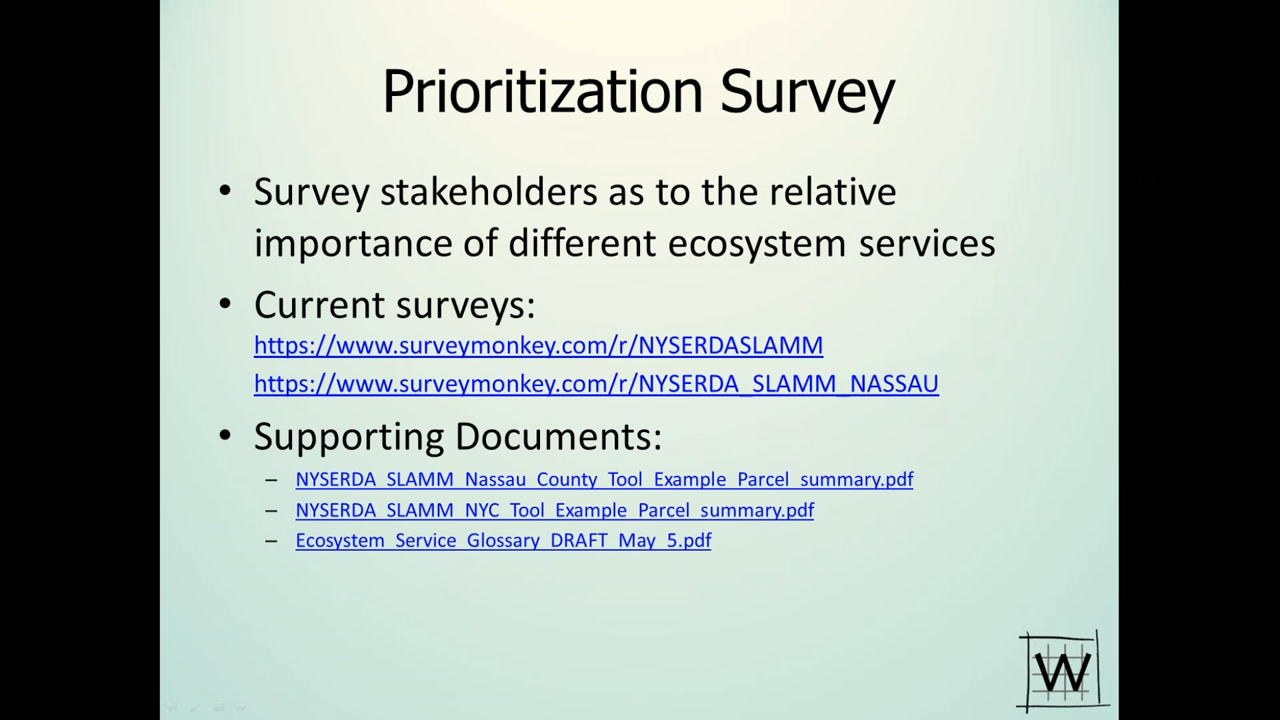 Prioritization Survey
• Survey stakeholders as to the relative
importance of different ecosystem services
• Current surveys:
https://www.surveymonkey.com/r/NYSERDASLAMM
https://www.surveymonkey.com/r/NYSERDA_SLAMM_NASSAU
• Supporting Documents:
– NYSERDA_SLAMM_Nassau_County_Tool_Example_Parcel_summary.pdf
– NYSERDA_SLAMM_NYC_Tool_Example_Parcel_summary.pdf
– Ecosystem_Service_Glossary_DRAFT_May_5.pdf
W